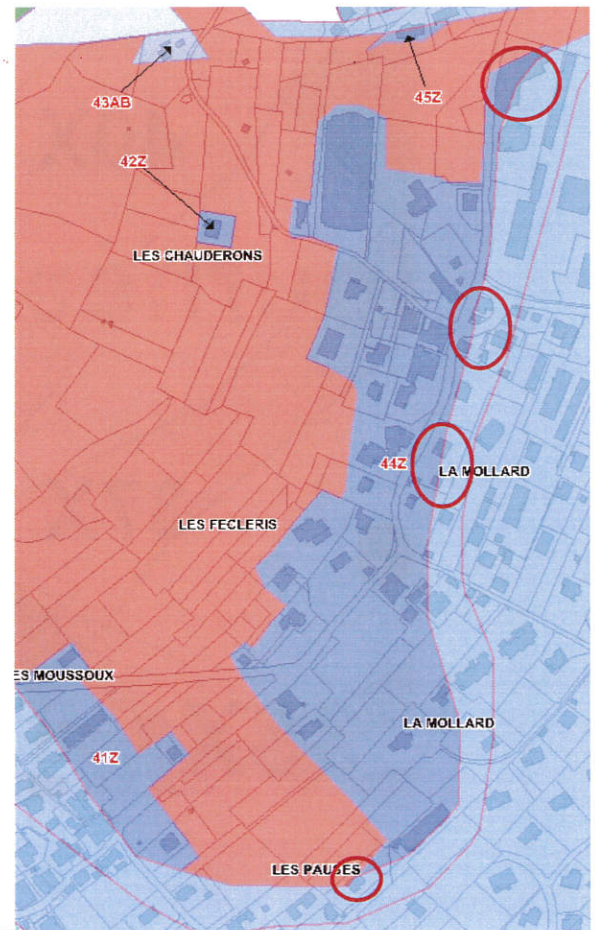 43AB
45Z
42Z
LES CHAUDERONS
44Z
LA MOLLARD
LES FECLERIS
ES MOUSSOUX
LA MOLLARD
41Z
LES PAUSES